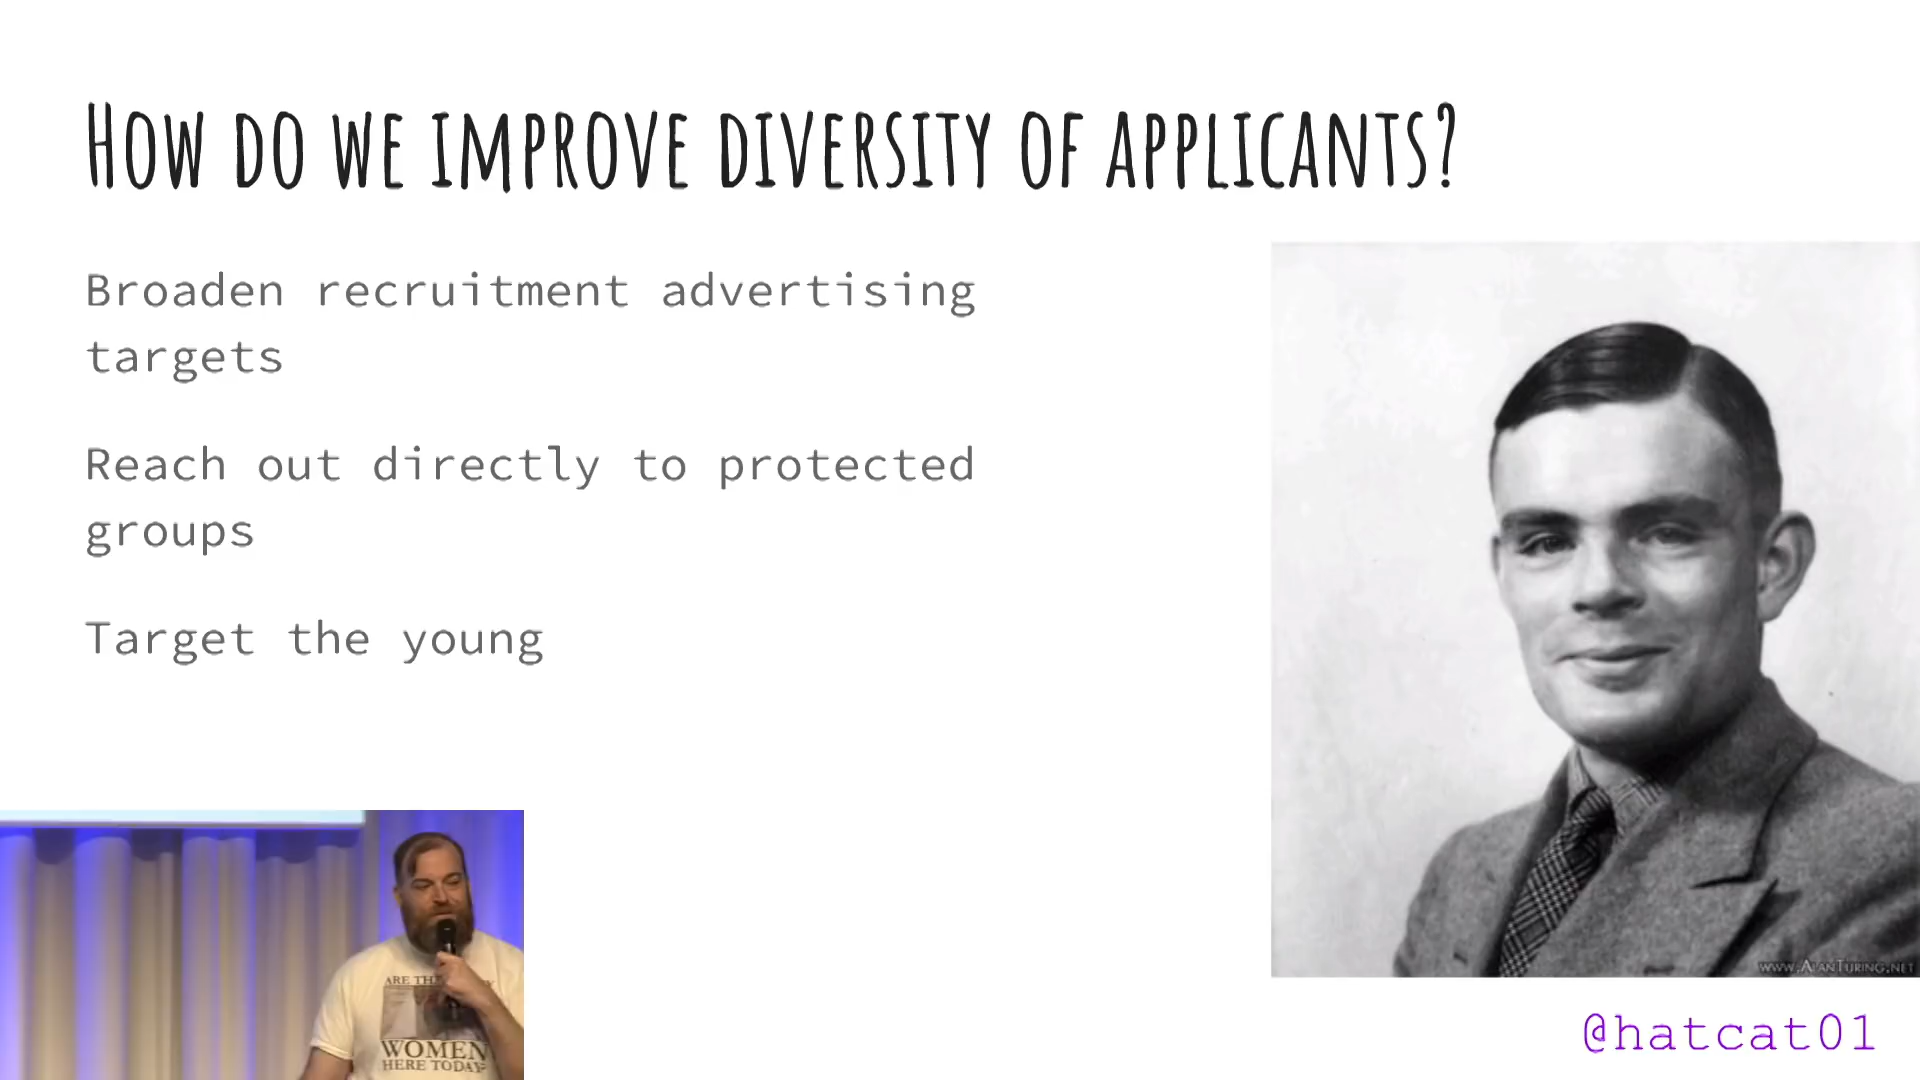 HOW DO WE IMPROVE DIVERSITY OF APPLICANTS?
Broaden recruitment advertising
targets
Reach out directly to protected
groups
Target the young
WWW.ALANTURING.NET
@hatcat01
ARE THE
WOMEN
HERE TODAY?